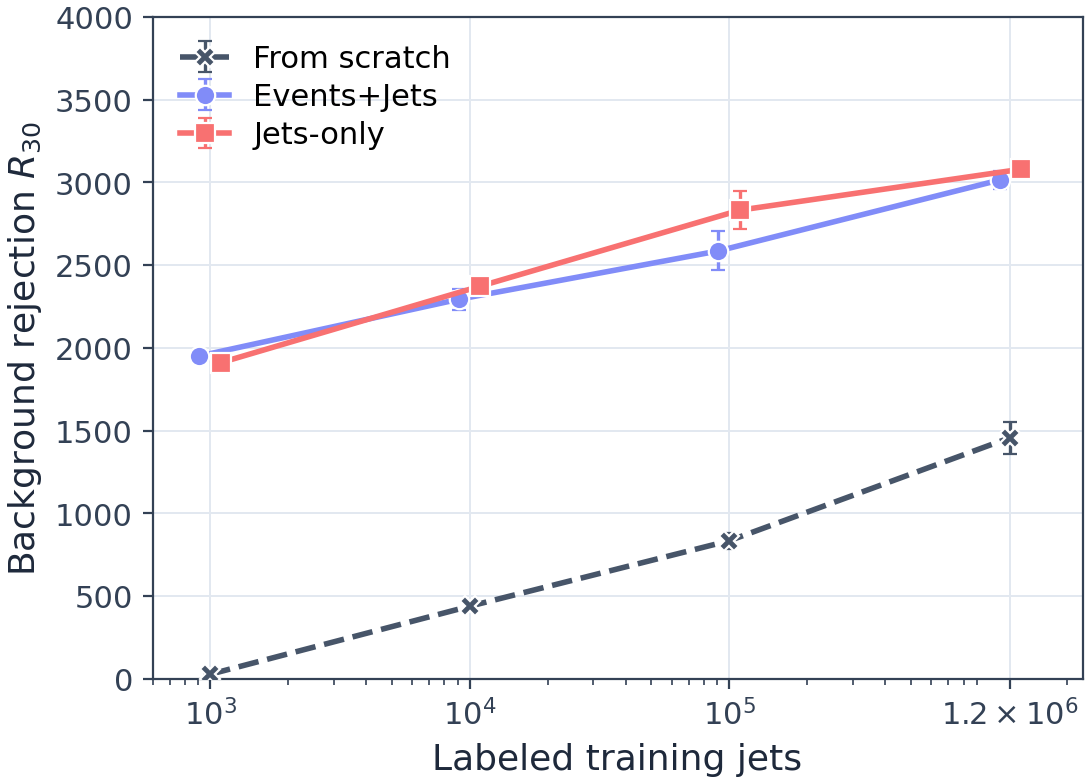 4000
3500
3000
2500
2000
1500
1000
500
0
Background rejection R₃₀
From scratch
Events+Jets
Jets-only
10³
10⁴
10⁵
1.2 × 10⁶
Labeled training jets